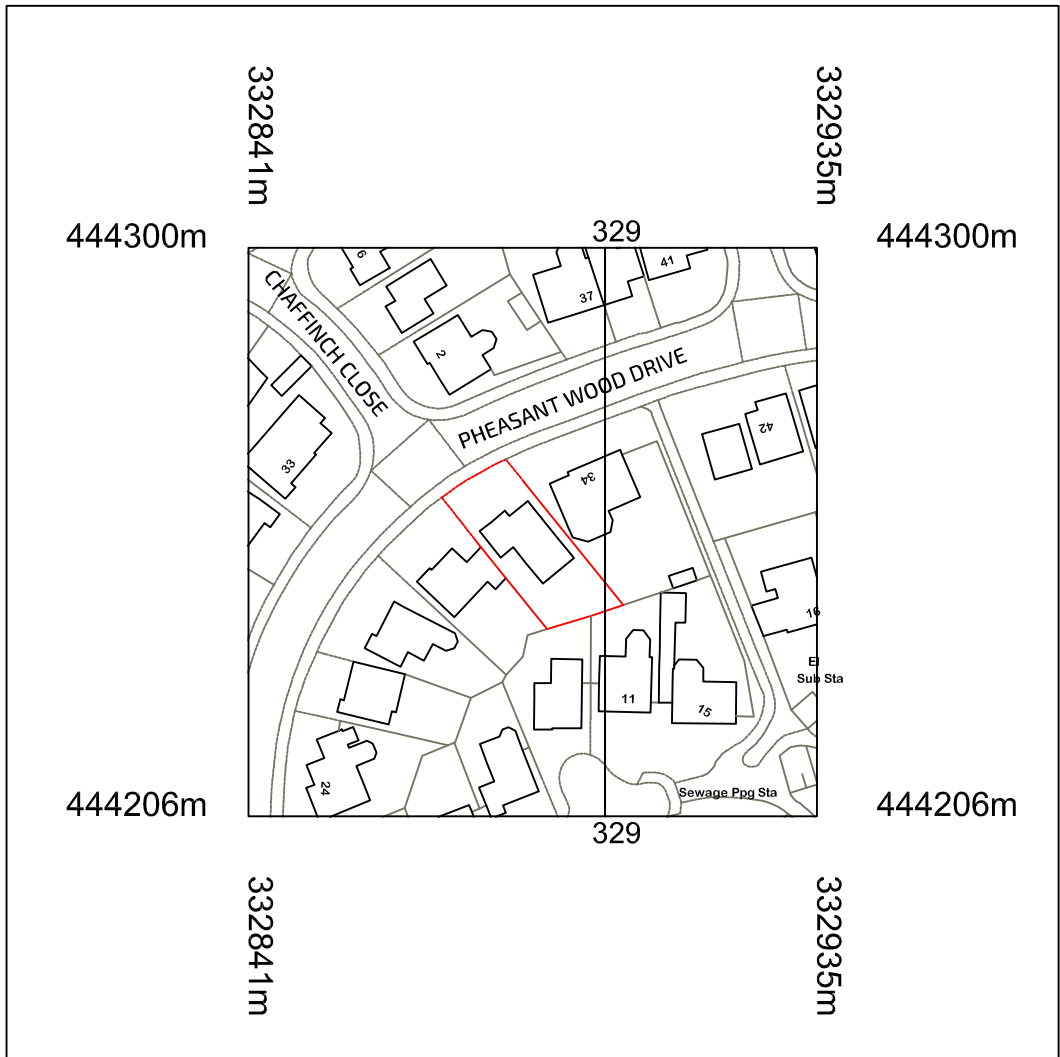 332841m
332935m
444300m
329
444300m
6
41
37
CHAFFINCH CLOSE
2
PHEASANT WOOD DRIVE
42
33
34
16
El
Sub Sta
11
15
24
Sewage Ppg Sta
444206m
444206m
329
332841m
332935m